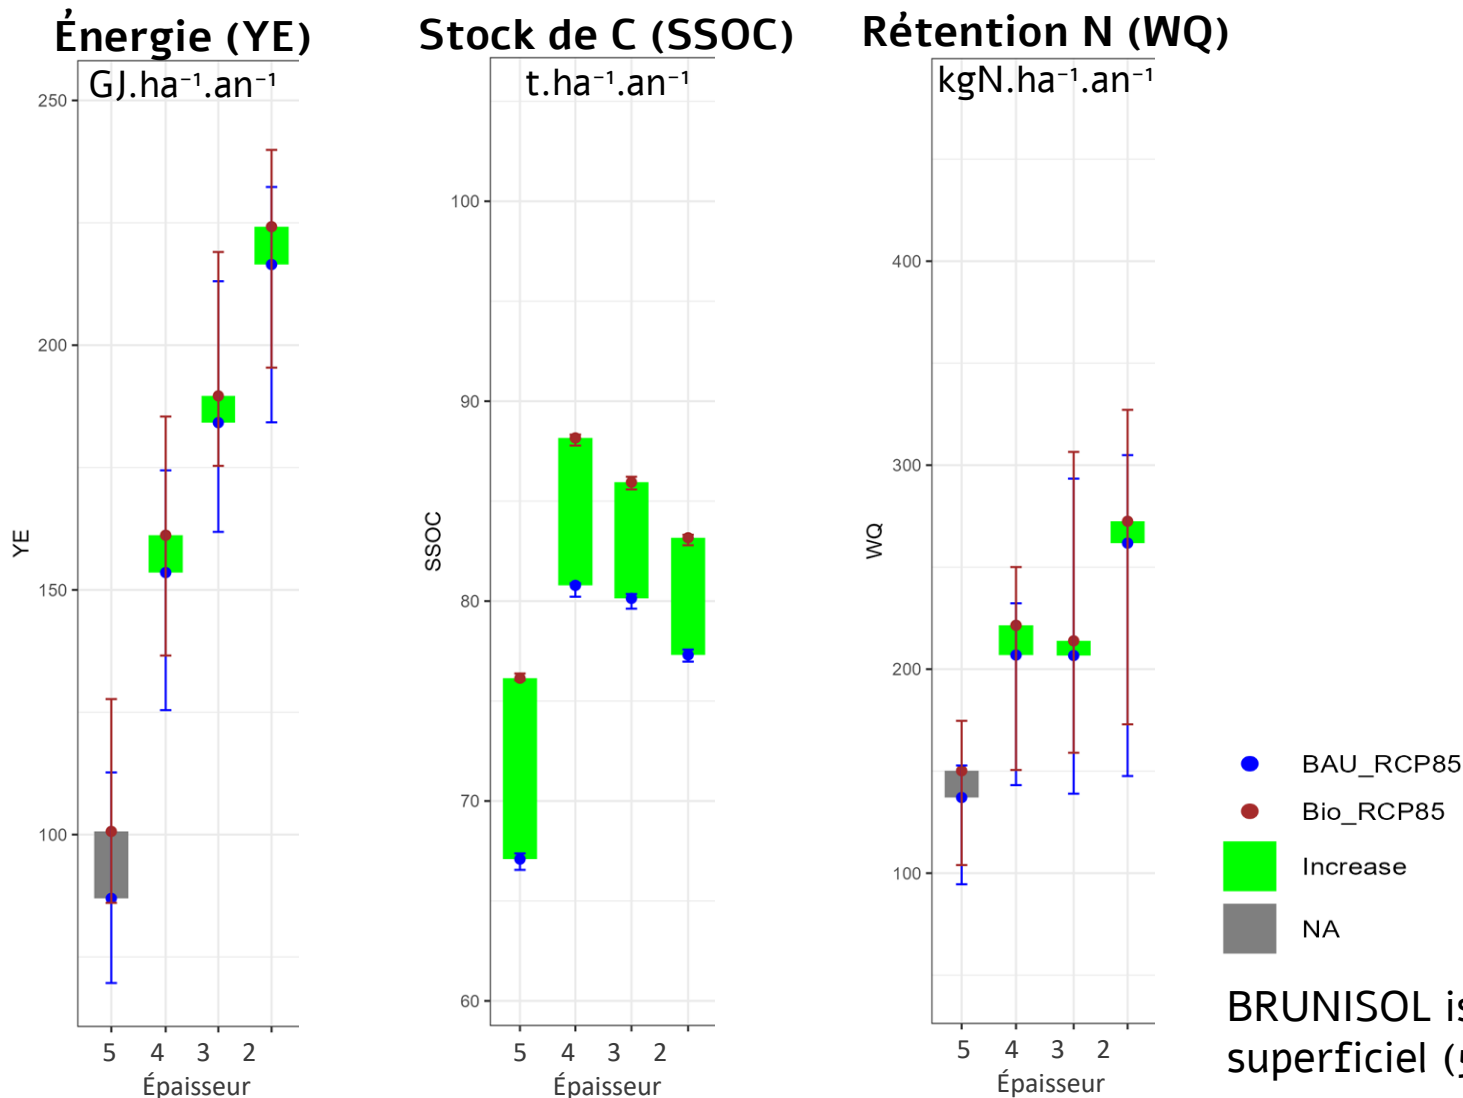 Énergie (YE)
GJ.ha⁻¹.an⁻¹
250
200
150
100
YE
5 4 3 2
Épaisseur
Stock de C (SSOC)
t.ha⁻¹.an⁻¹
100
90
80
70
60
SSOC
5 4 3 2
Épaisseur
Rétention N (WQ)
kgN.ha⁻¹.an⁻¹
400
300
200
100
WQ
5 4 3 2
Épaisseur
BAU_RCP85
Bio_RCP85
Increase
NA
BRUNISOL
superficiel